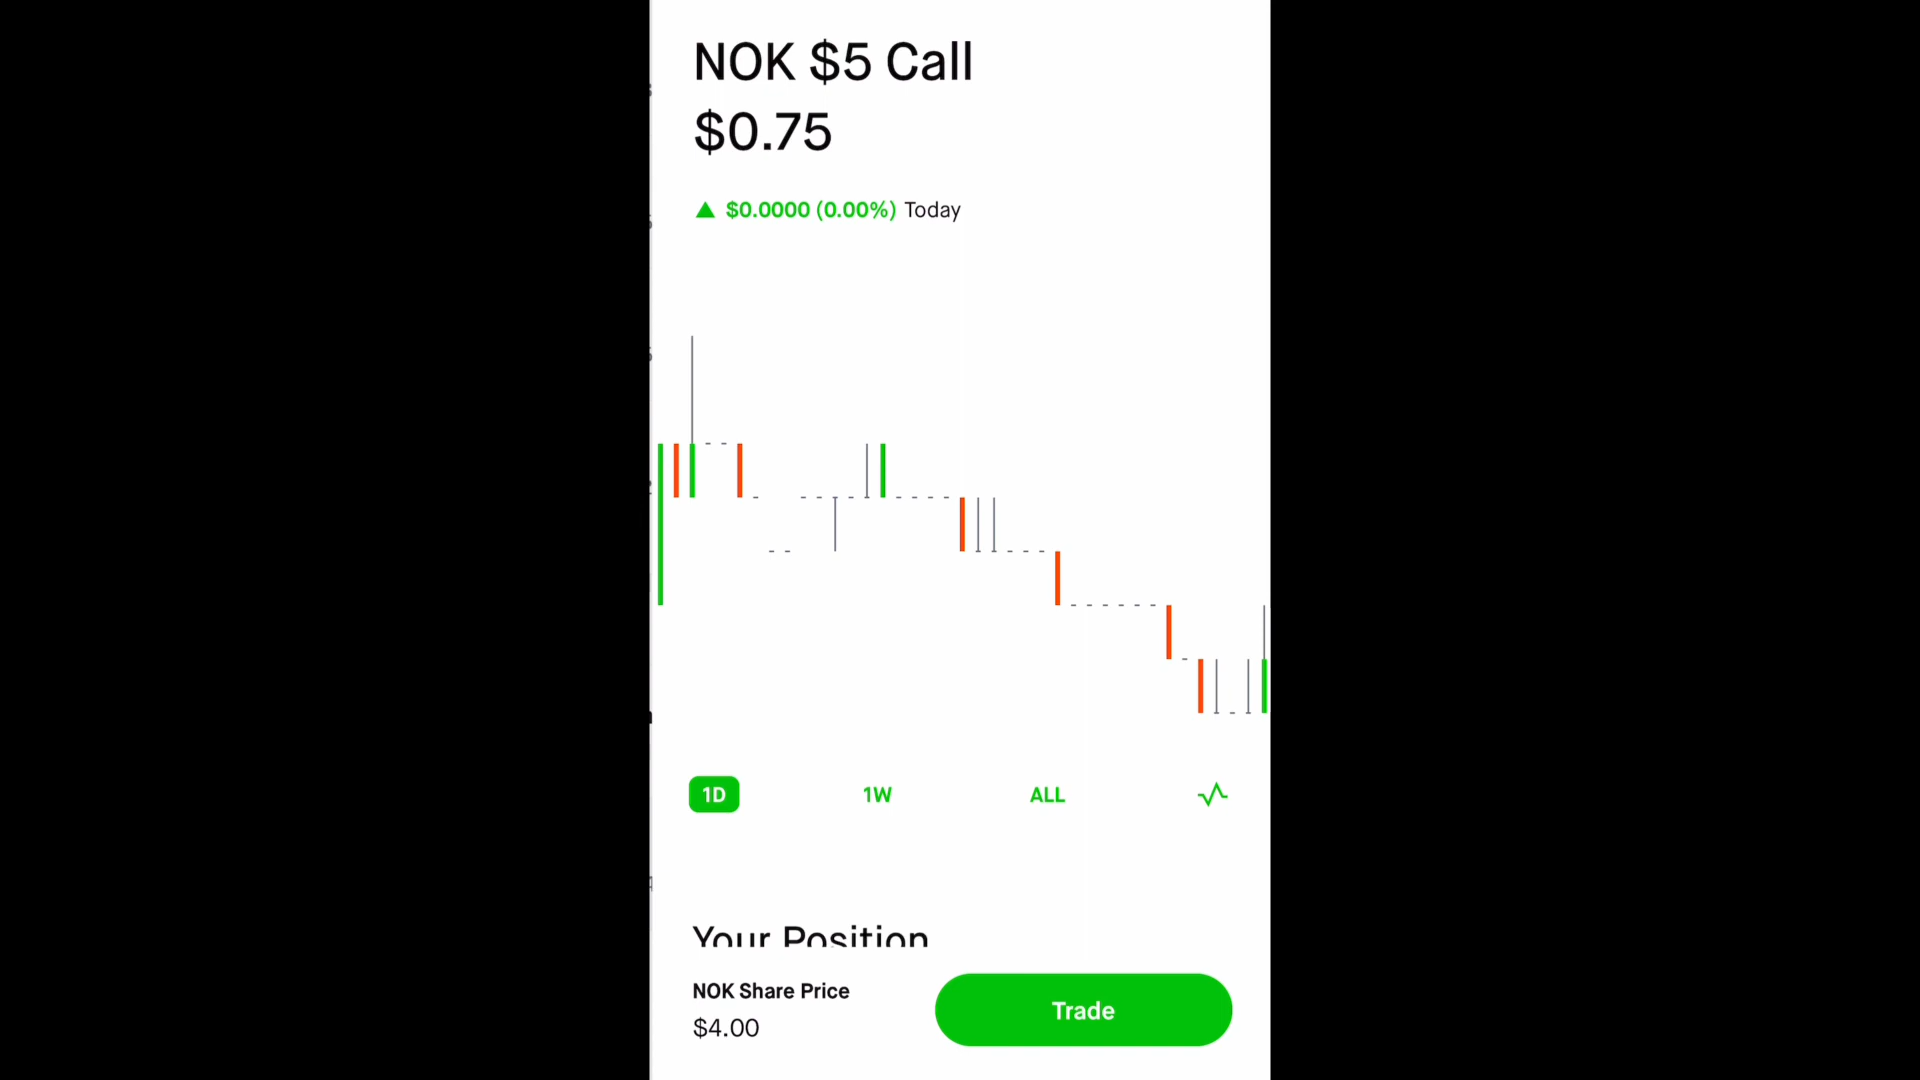 NOK $5 Call
$0.75
▲ $0.0000 (0.00%) Today
1D 1W ALL
Your Position
NOK Share Price
$4.00
Trade